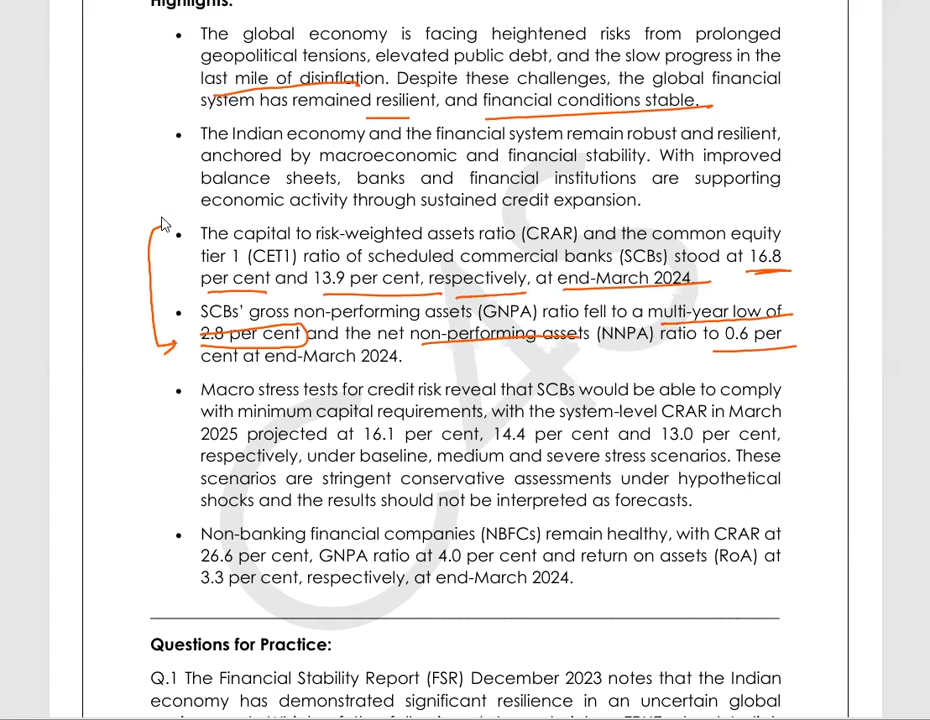 Highlights:
• The global economy is facing heightened risks from prolonged
geopolitical tensions, elevated public debt, and the slow progress in the
last mile of disinflation. Despite these challenges, the global financial
system has remained resilient, and financial conditions stable.
• The Indian economy and the financial system remain robust and resilient,
anchored by macroeconomic and financial stability. With improved
balance sheets, banks and financial institutions are supporting
economic activity through sustained credit expansion.
• The capital to risk-weighted assets ratio (CRAR) and the common equity
tier 1 (CET1) ratio of scheduled commercial banks (SCBs) stood at 16.8
per cent and 13.9 per cent, respectively, at end-March 2024.
• SCBs’ gross non-performing assets (GNPA) ratio fell to a multi-year low of
2.8 per cent and the net non-performing assets (NNPA) ratio to 0.6 per
cent at end-March 2024.
• Macro stress tests for credit risk reveal that SCBs would be able to comply
with minimum capital requirements, with the system-level CRAR in March
2025 projected at 16.1 per cent, 14.4 per cent and 13.0 per cent,
respectively, under baseline, medium and severe stress scenarios. These
scenarios are stringent conservative assessments under hypothetical
shocks and the results should not be interpreted as forecasts.
• Non-banking financial companies (NBFCs) remain healthy, with CRAR at
26.6 per cent, GNPA ratio at 4.0 per cent and return on assets (RoA) at
3.3 per cent, respectively, at end-March 2024.
Questions for Practice:
Q.1 The Financial Stability Report (FSR) December 2023 notes that the Indian
economy has demonstrated significant resilience in an uncertain global